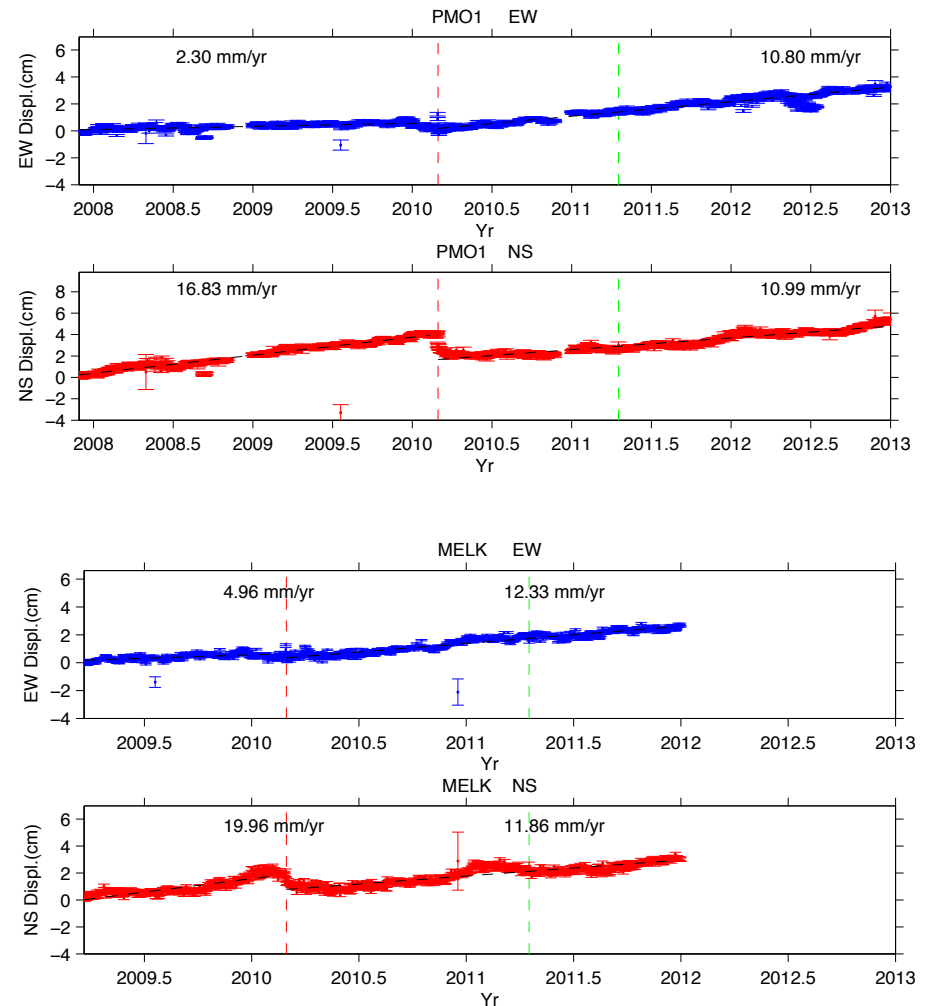 PMO1 EW
EW Displ.(cm)
6
4
2
0
−2
−4
2.30 mm/yr 10.80 mm/yr
2008 2008.5 2009 2009.5 2010 2010.5 2011 2011.5 2012 2012.5 2013
Yr
PMO1 NS
NS Displ.(cm)
8
6
4
2
0
−2
−4
16.83 mm/yr 10.99 mm/yr
2008 2008.5 2009 2009.5 2010 2010.5 2011 2011.5 2012 2012.5 2013
Yr
MELK EW
EW Displ.(cm)
6
4
2
0
−2
−4
4.96 mm/yr 12.33 mm/yr
2009.5 2010 2010.5 2011 2011.5 2012 2012.5 2013
Yr
MELK NS
NS Displ.(cm)
6
4
2
0
−2
−4
19.96 mm/yr 11.86 mm/yr
2009.5 2010 2010.5 2011 2011.5 2012 2012.5 2013
Yr